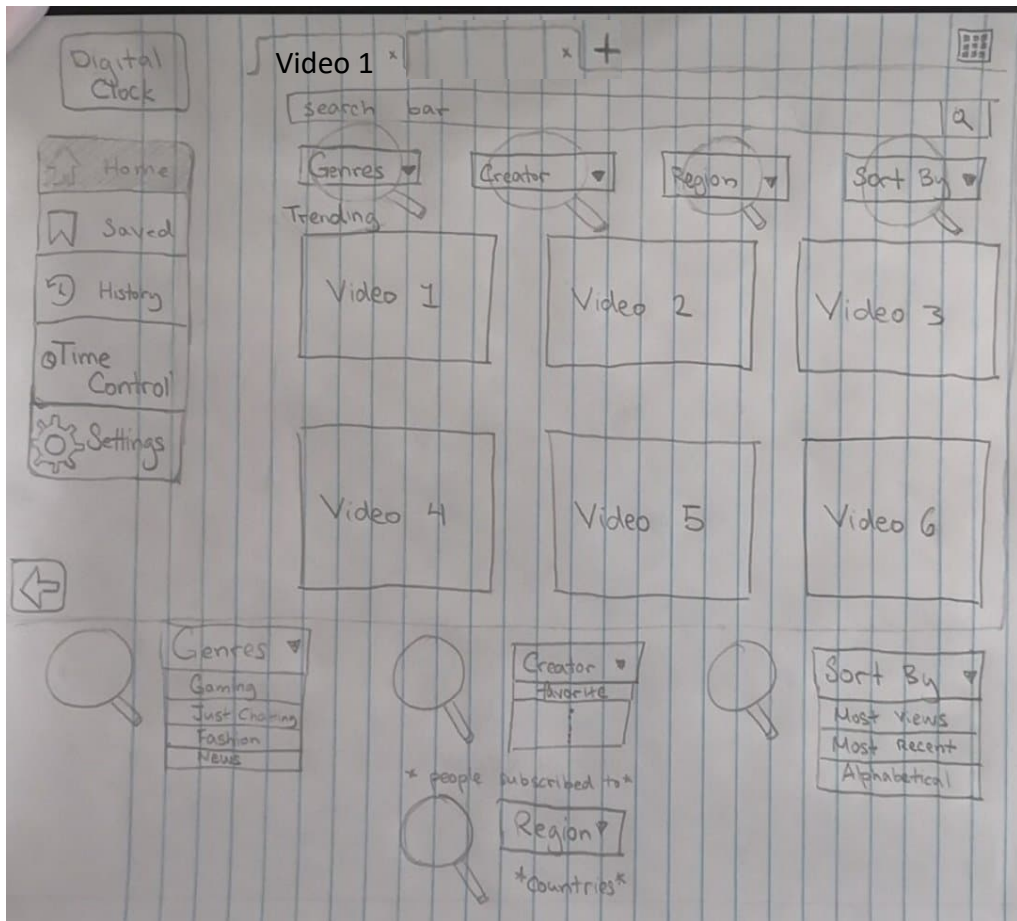 Digital
Clock
Video 1 x
x +
search bar
Home
Saved
History
Time
Control
Settings
Genres
Creator
Region
Sort By
Trending
Video 1
Video 2
Video 3
Video 4
Video 5
Video 6
Genres
Gaming
Just Chatting
Fashion
News
Creator
Favorite
* people subscribed to*
Region
*Countries*
Sort By
Most Views
Most Recent
Alphabetical